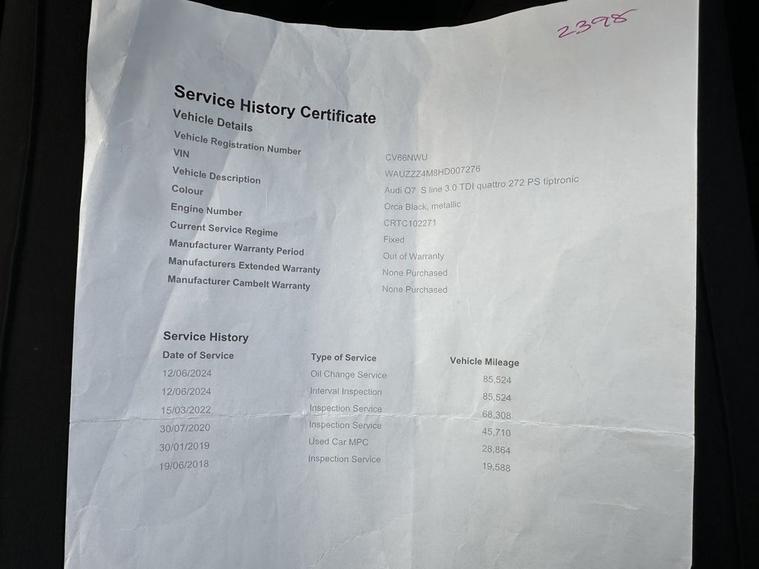 2398
Service History Certificate
Vehicle Details
Vehicle Registration Number CV66NWU
VIN WAUZZZ4M8HD007276
Vehicle Description Audi Q7 S line 3.0 TDI quattro 272 PS tiptronic
Colour Orca Black, metallic
Engine Number CRTC102271
Current Service Regime Fixed
Manufacturer Warranty Period Out of Warranty
Manufacturers Extended Warranty None Purchased
Manufacturer Cambelt Warranty None Purchased
Service History
Date of Service Type of Service Vehicle Mileage
12/06/2024 Oil Change Service 85,524
12/06/2024 Interval Inspection 85,524
15/03/2022 Inspection Service 68,308
30/07/2020 Inspection Service 45,710
30/01/2019 Used Car MPC 28,864
19/06/2018 Inspection Service 19,588